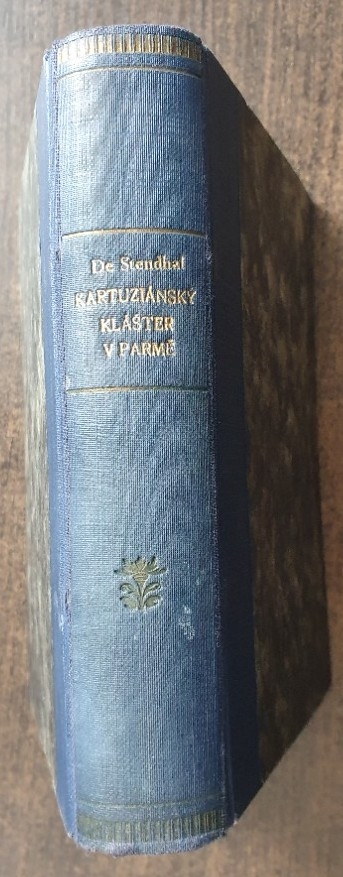 De Stendhal
KARTUZIÁNSKÝ
KLÁŠTER
V PARMĚ